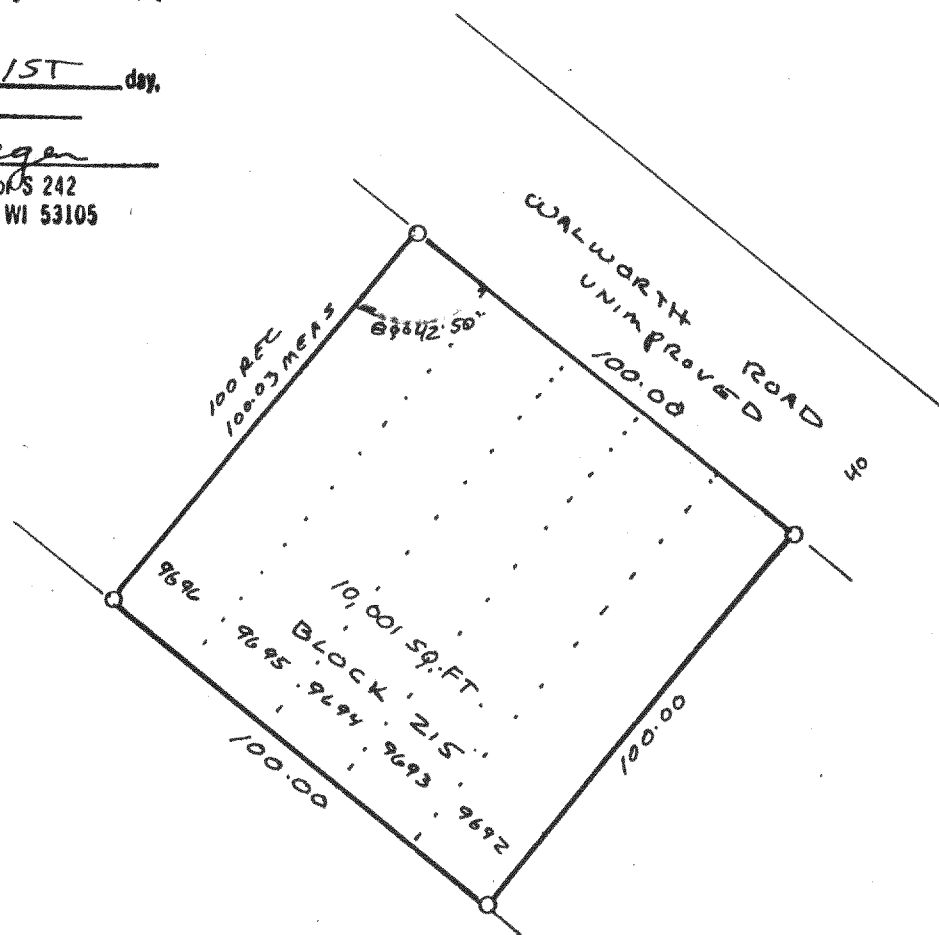 1ST day,
S 242
WI 53105
WALWORTH ROAD
UNIMPROVED
40
100.00
100 REC
100.03 MEAS
89°42'50"
10,001 SQ.FT.
BLOCK 215
9696
9695
9694
9693
9692
100.00
100.00